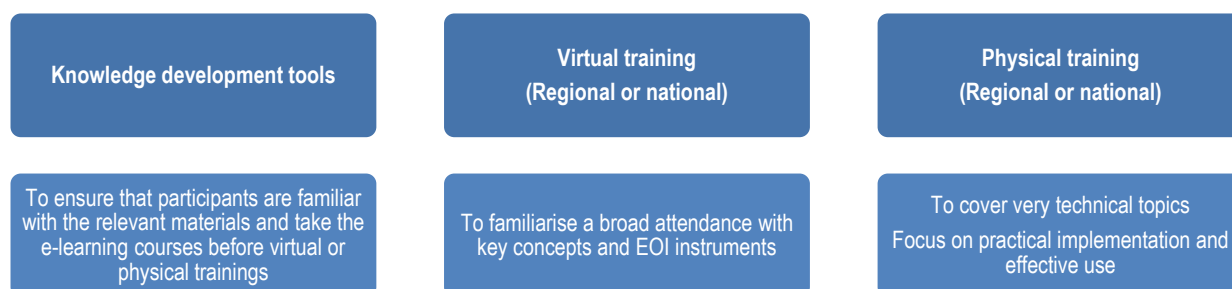 Knowledge development tools
Virtual training
(Regional or national)
Physical training
(Regional or national)
To ensure that participants are familiar
with the relevant materials and take the
e-learning courses before virtual or
physical trainings
To familiarise a broad attendance with
key concepts and EOI instruments
To cover very technical topics
Focus on practical implementation and
effective use